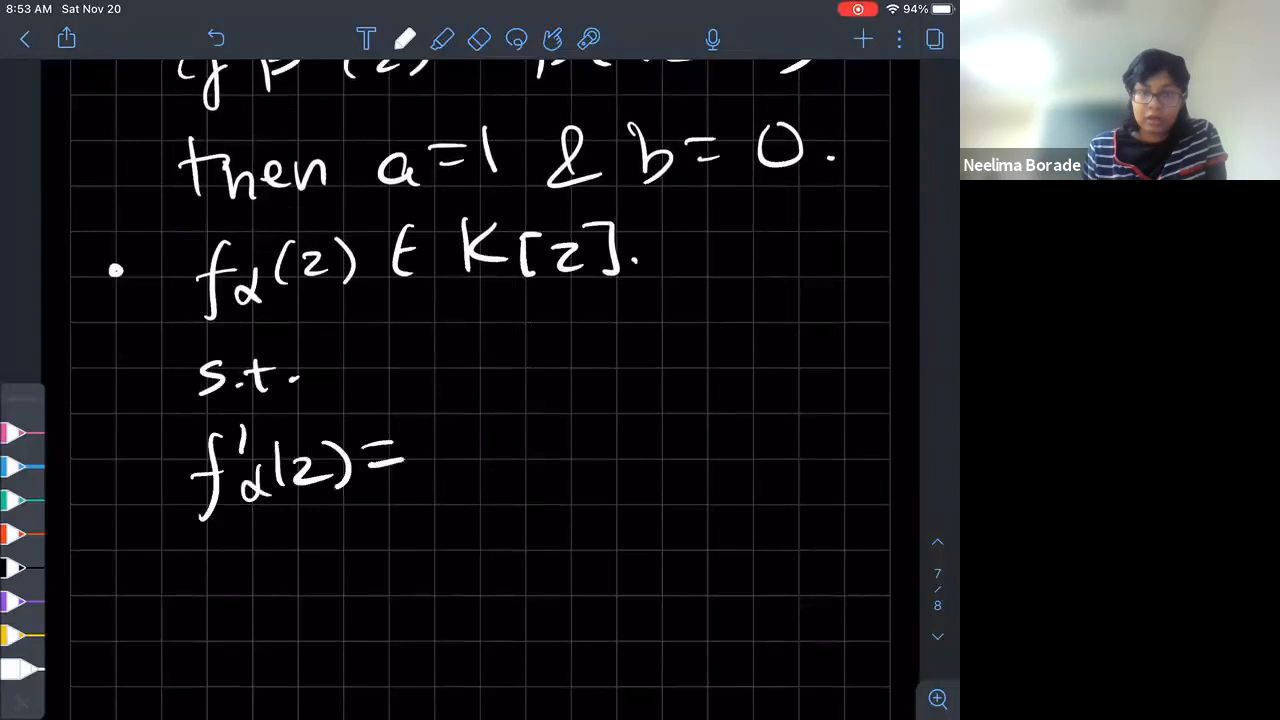 8:53 AM Sat Nov 20
94%
then a=1 & b= 0.
• fα(z) ∈ K[z].
s.t.
f'α(z)=
Neelima Borade
7
/
8